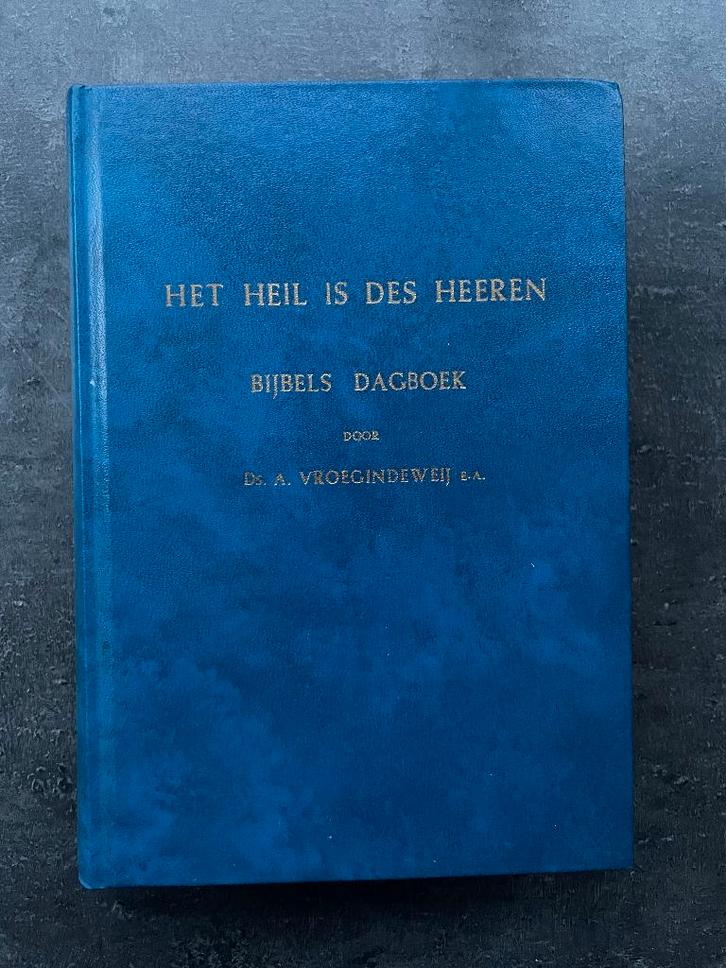 HET HEIL IS DES HEEREN
BIJBELS DAGBOEK
DOOR
Ds. A. VROEGINDEWEIJ E.A.